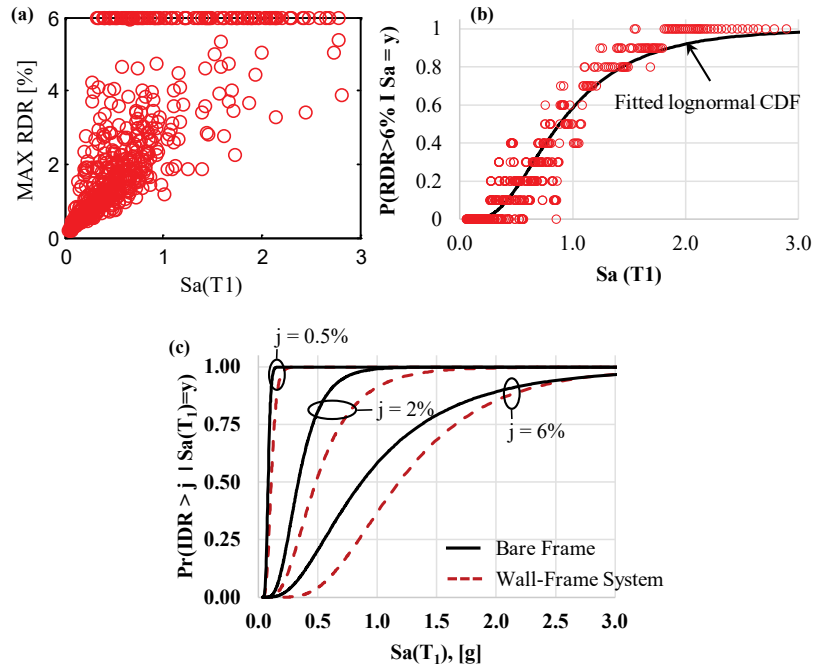 (a)
MAX RDR [%]
6
4
2
0
0 1 2 3
Sa(T1)
(b)
P(RDR>6% I Sa = y)
1
0.8
0.6
0.4
0.2
0
Fitted lognormal CDF
0.0 1.0 2.0 3.0
Sa (T1)
(c)
Pr(IDR > j | Sa(T₁)=y)
1.00
0.75
0.50
0.25
0.00
j = 0.5%
j = 2%
j = 6%
Bare Frame
Wall-Frame System
0.0 0.5 1.0 1.5 2.0 2.5 3.0
Sa(T₁), [g]